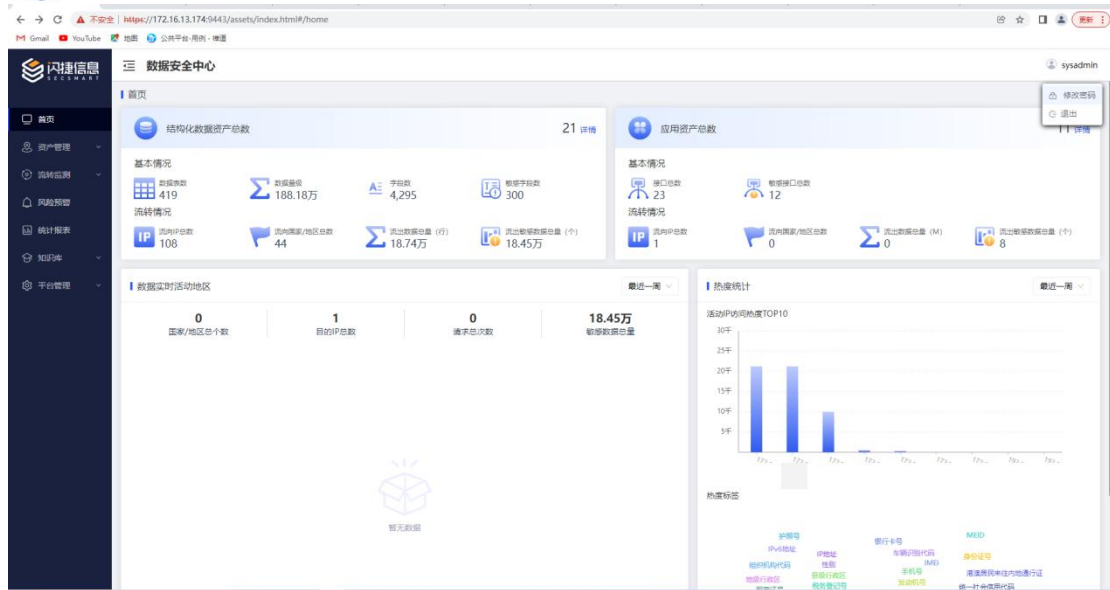 不安全 | https://172.16.13.174:9443/assets/index.html#/home
更新
Gmail YouTube 地图 公共平台-用例 - 禅道
闪捷信息
SECSMART
数据安全中心
sysadmin
首页
修改密码
退出
首页
资产管理
流转监测
风险预警
统计报表
知识库
平台管理
结构化数据资产总数 21 详情
基本情况
数据表数 数据量级 字段数 敏感字段数
419 188.18万 4,295 300
流转情况
流向IP总数 流向国家/地区总数 流出数据总量 (行) 流出敏感数据总量 (个)
108 44 18.74万 18.45万
应用资产总数 11 详情
基本情况
接口总数 敏感接口总数
23 12
流转情况
流向IP总数 流向国家/地区总数 流出数据总量 (M) 流出敏感数据总量 (个)
1 0 0 8
数据实时活动地区 最近一周
0 1 0 18.45万
国家/地区总个数 目的IP总数 请求总次数 敏感数据总量
暂无数据
热度统计 最近一周
活动IP访问热度TOP10
30千
25千
20千
15千
10千
5千
热度标签
护照号
银行卡号
MEID
IPv6地址
IP地址
车辆识别代码
身份证号
组织机构代码
性别
IMEI
地级行政区
县级行政区
手机号
港澳居民来往内地通行证
税务登记号
发动机号
统一社会信用代码